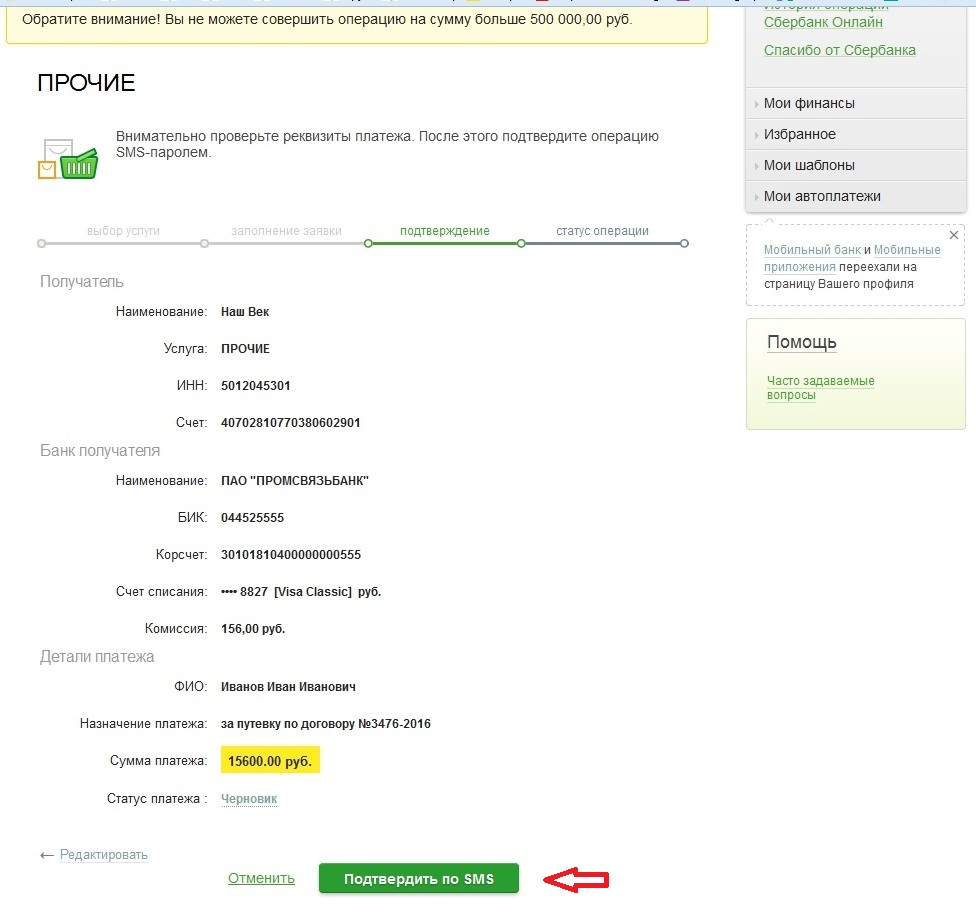 Обратите внимание! Вы не можете совершить операцию на сумму больше 500 000,00 руб.
ПРОЧИЕ
Внимательно проверьте реквизиты платежа. После этого подтвердите операцию
SMS-паролем.
выбор услуги
заполнение заявки
подтверждение
статус операции
Получатель
Наименование: Наш Век
Услуга: ПРОЧИЕ
ИНН: 5012045301
Счет: 40702810770380602901
Банк получателя
Наименование: ПАО "ПРОМСВЯЗЬБАНК"
БИК: 044525555
Корсчет: 30101810400000000555
Счет списания: •••• 8827 [Visa Classic] руб.
Комиссия: 156,00 руб.
Детали платежа
ФИО: Иванов Иван Иванович
Назначение платежа: за путевку по договору №3476-2016
Сумма платежа: 15600.00 руб.
Статус платежа : Черновик
← Редактировать
Отменить
Подтвердить по SMS
История операций
Сбербанк Онлайн
Спасибо от Сбербанка
Мои финансы
Избранное
Мои шаблоны
Мои автоплатежи
Мобильный банк и Мобильные
приложения переехали на
страницу Вашего профиля
Помощь
Часто задаваемые
вопросы